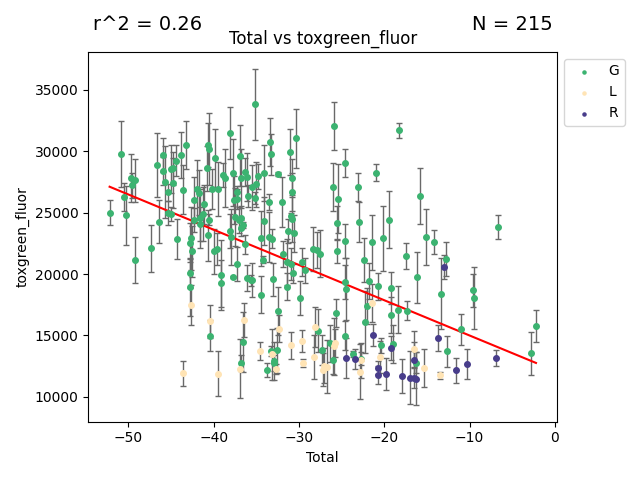 r^2 = 0.26
N = 215
Total vs toxgreen_fluor
G
L
R
35000
30000
25000
20000
15000
10000
toxgreen_fluor
−50
−40
−30
−20
−10
0
Total